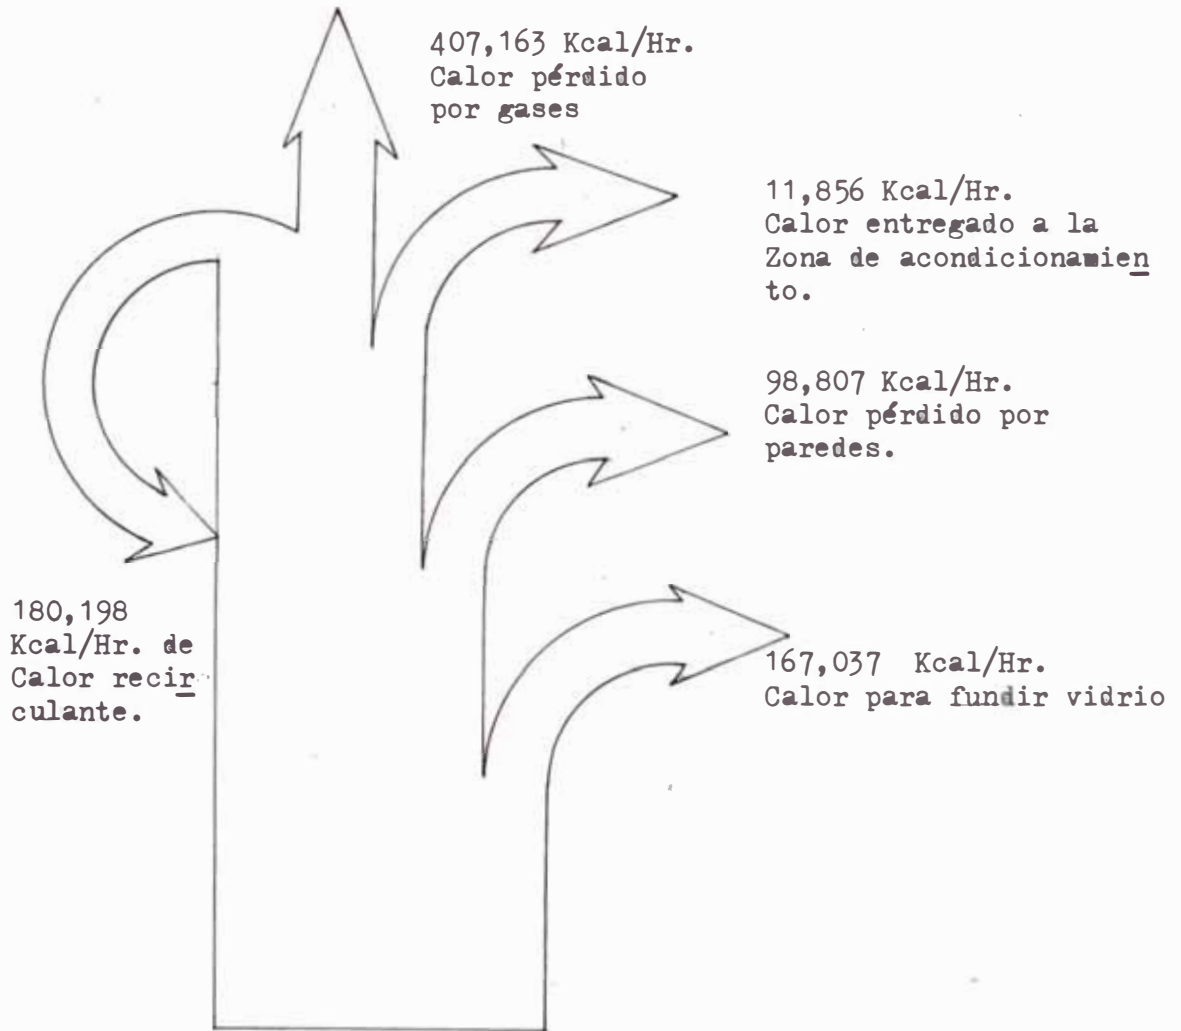 407,163 Kcal/Hr.
Calor pérdido
por gases
11,856 Kcal/Hr.
Calor entregado a la
Zona de acondicionamien
to.
98,807 Kcal/Hr.
Calor pérdido por
paredes.
180,198
Kcal/Hr. de
Calor recir
culante.
167,037 Kcal/Hr.
Calor para fundir vidrio